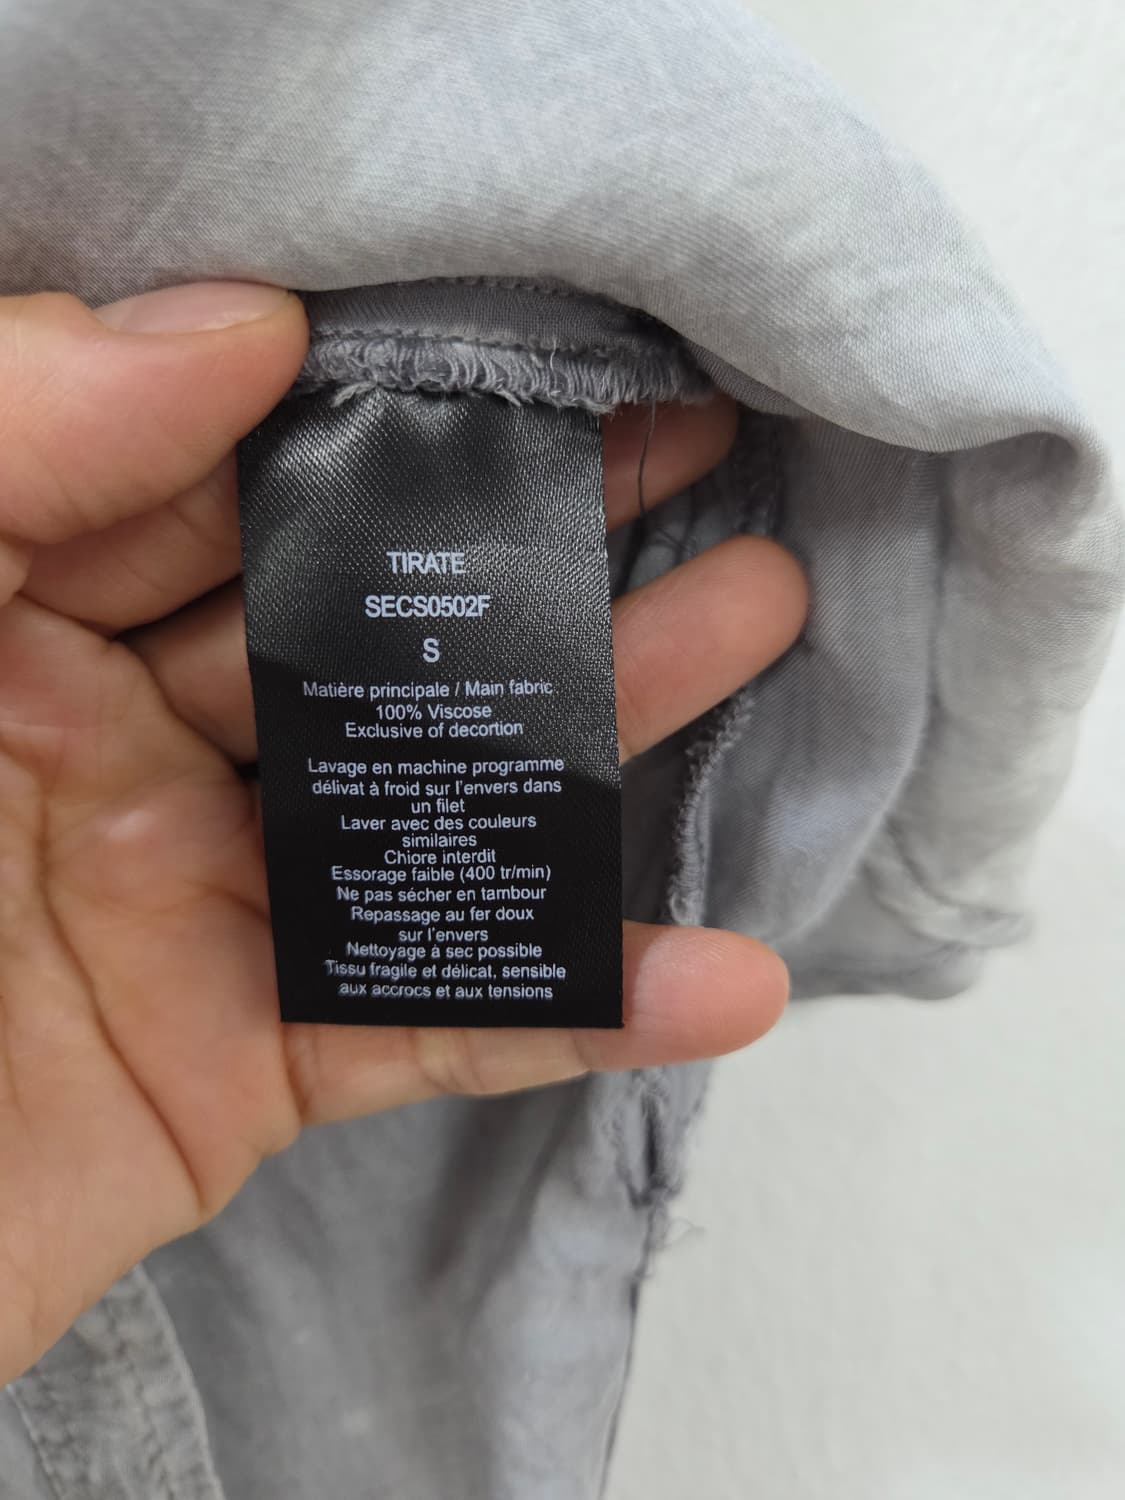 TIRATE
SECS0502F
S
Matière principale / Main fabric
100% Viscose
Exclusive of decortion
Lavage en machine programme
délivat à froid sur l'envers dans
un filet
Laver avec des couleurs
similaires
Chiore interdit
Essorage faible (400 tr/min)
Ne pas sécher en tambour
Repassage au fer doux
sur l'envers
Nettoyage à sec possible
Tissu fragile et délicat, sensible
aux accrocs et aux tensions